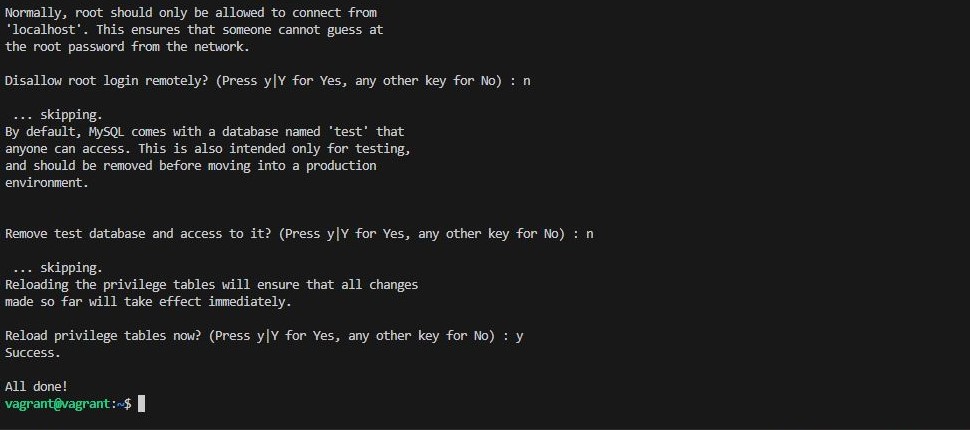 Normally, root should only be allowed to connect from
'localhost'. This ensures that someone cannot guess at
the root password from the network.
Disallow root login remotely? (Press y|Y for Yes, any other key for No) : n
... skipping.
By default, MySQL comes with a database named 'test' that
anyone can access. This is also intended only for testing,
and should be removed before moving into a production
environment.
Remove test database and access to it? (Press y|Y for Yes, any other key for No) : n
... skipping.
Reloading the privilege tables will ensure that all changes
made so far will take effect immediately.
Reload privilege tables now? (Press y|Y for Yes, any other key for No) : y
Success.
All done!
vagrant@vagrant:~$